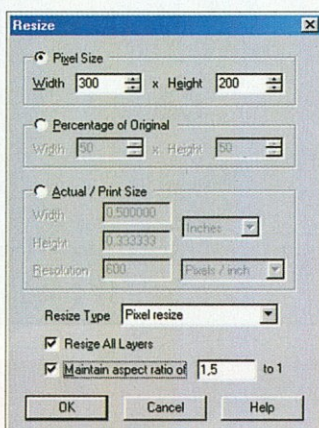 Resize
Pixel Size
Width 300 x Height 200
Percentage of Original
Width 50 x Height 50
Actual / Print Size
Width 0,500000 Inches
Height 0,333333
Resolution 600 Pixels / inch
Resize Type Pixel resize
Resize All Layers
Maintain aspect ratio of 1,5 to 1
OK Cancel Help